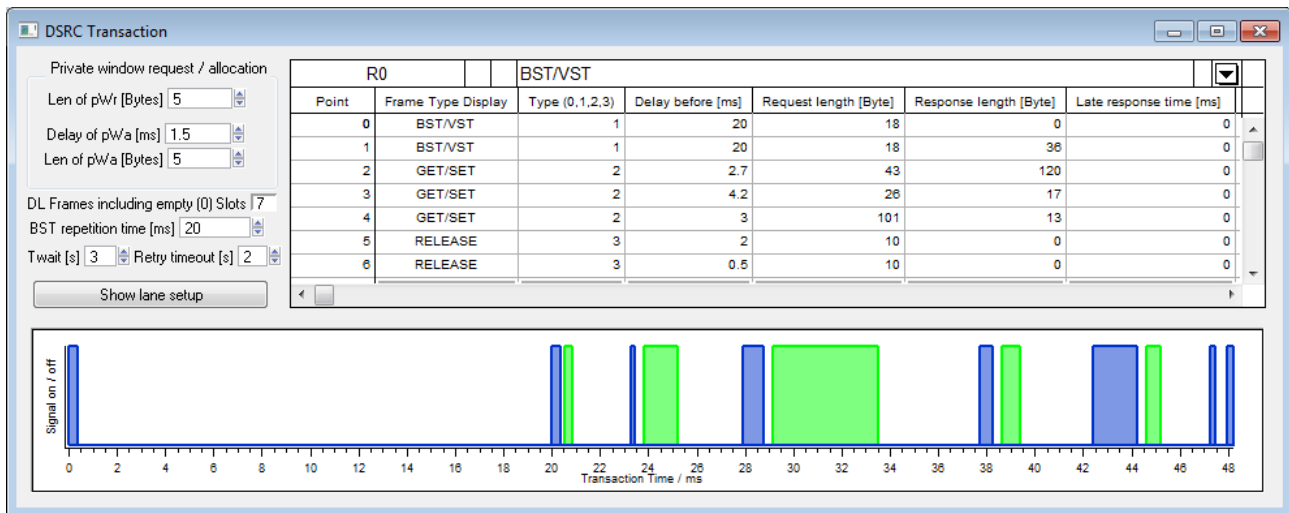 DSRC Transaction
Private window request / allocation
Len of pWr [Bytes] 5
Delay of pWa [ms] 1.5
Len of pWa [Bytes] 5
DL Frames including empty (0) Slots 7
BST repetition time [ms] 20
Twait [s] 3 Retry timeout [s] 2
Show lane setup
R0 BST/VST
Point Frame Type Display Type (0,1,2,3) Delay before [ms] Request length [Byte] Response length [Byte] Late response time [ms]
0 BST/VST 1 20 18 0 0
1 BST/VST 1 20 18 36 0
2 GET/SET 2 2.7 43 120 0
3 GET/SET 2 4.2 26 17 0
4 GET/SET 2 3 101 13 0
5 RELEASE 3 2 10 0 0
6 RELEASE 3 0.5 10 0 0
Signal on / off
0 2 4 6 8 10 12 14 16 18 20 22 24 26 28 30 32 34 36 38 40 42 44 46 48
Transaction Time / ms